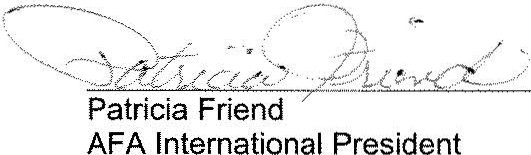 Patricia Friend
Patricia Friend
AFA International President